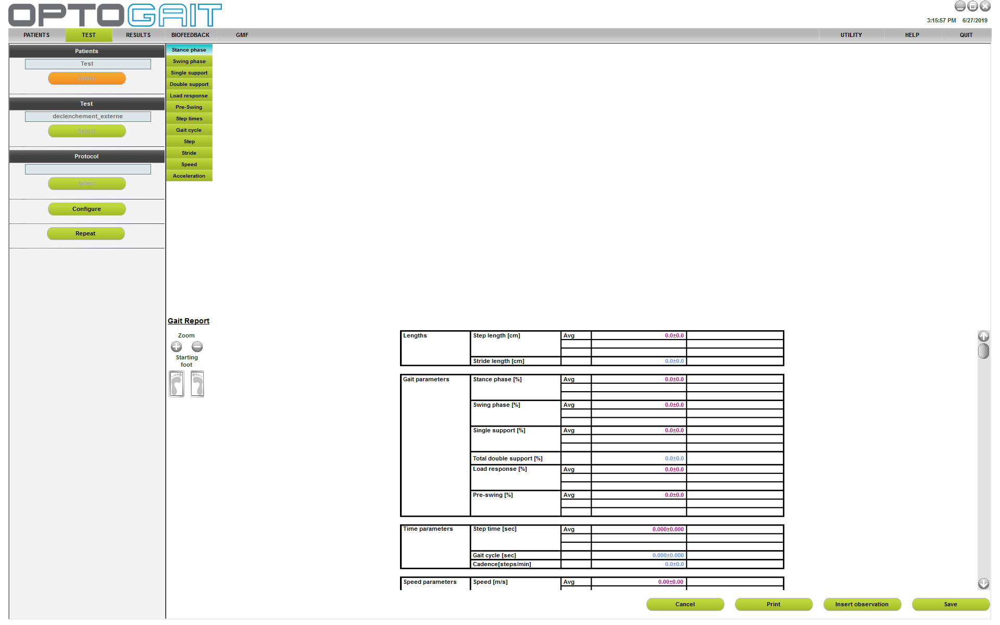 OPTOGAIT
3:15:57 PM 6/27/2019
PATIENTS TEST RESULTS BIOFEEDBACK GMF UTILITY HELP QUIT
Patients
Test
Select
Test
declenchement_externe
Select
Protocol
Select
Configure
Repeat
Stance phase
Swing phase
Single support
Double support
Load response
Pre-Swing
Step times
Gait cycle
Step
Stride
Speed
Acceleration
Gait Report
Zoom
Starting
foot
Lengths Step length [cm] Avg 0.0±0.0
Stride length [cm] 0.0±0.0
Gait parameters Stance phase [%] Avg 0.0±0.0
Swing phase [%] Avg 0.0±0.0
Single support [%] Avg 0.0±0.0
Total double support [%] 0.0±0.0
Load response [%] Avg 0.0±0.0
Pre-swing [%] Avg 0.0±0.0
Time parameters Step time [sec] Avg 0.000±0.000
Gait cycle [sec] 0.000±0.000
Cadence[steps/min] 0.0±0.0
Speed parameters Speed [m/s] Avg 0.00±0.00
Cancel Print Insert observation Save